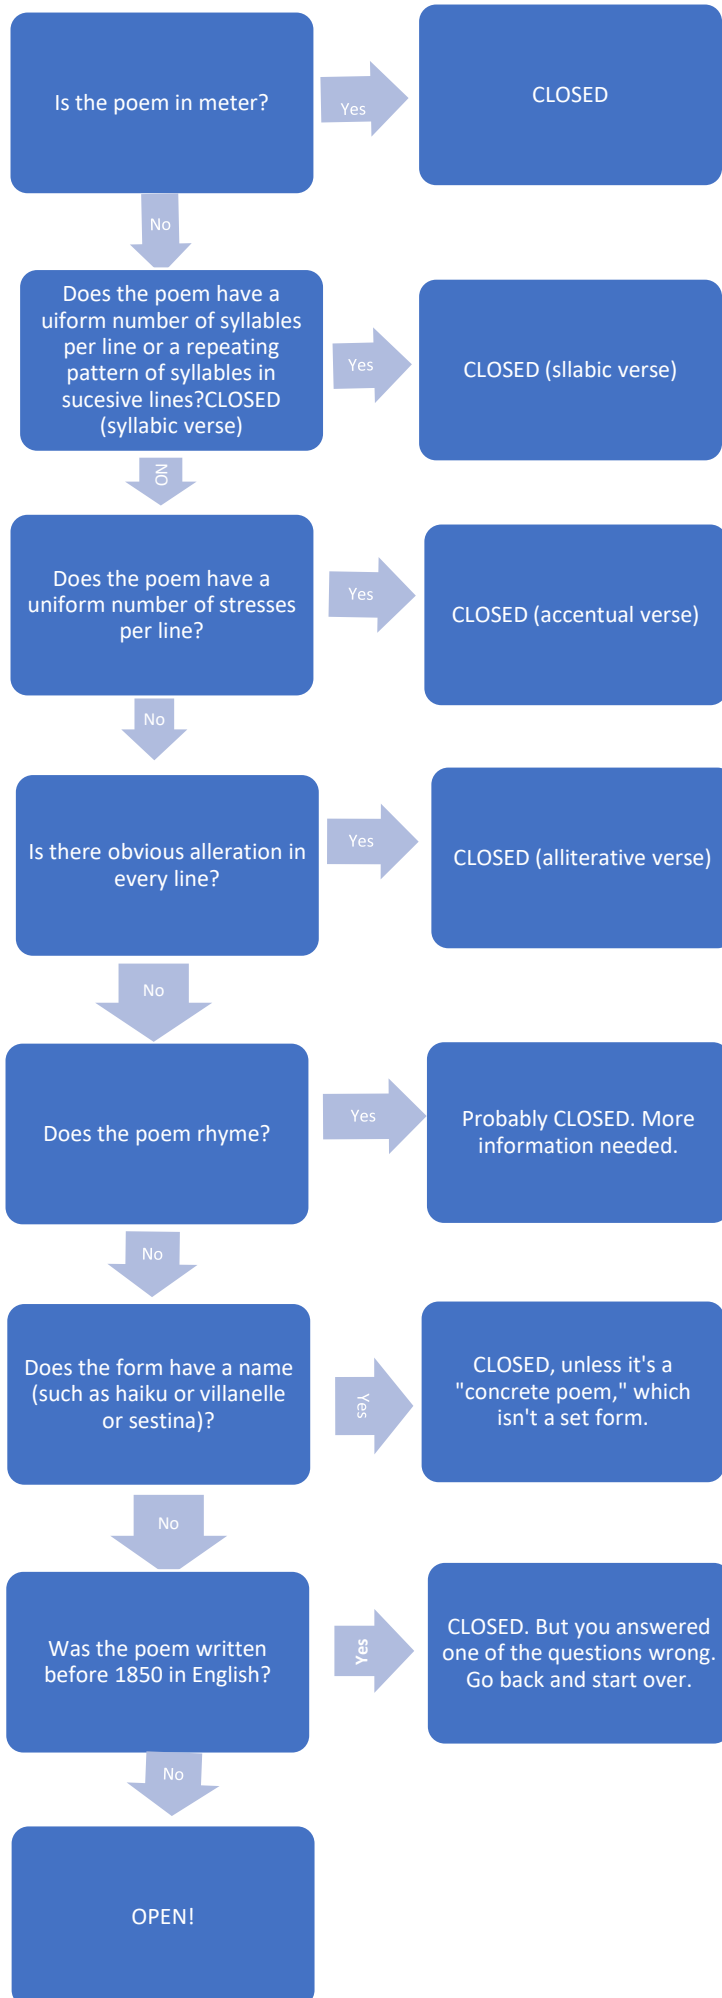 Is the poem in meter?
Yes
CLOSED
No
Does the poem have a
uiform number of syllables
per line or a repeating
pattern of syllables in
sucesive lines?CLOSED
(syllabic verse)
Yes
CLOSED (sllabic verse)
NO
Does the poem have a
uniform number of stresses
per line?
Yes
CLOSED (accentual verse)
No
Is there obvious alleration in
every line?
Yes
CLOSED (alliterative verse)
No
Does the poem rhyme?
Yes
Probably CLOSED. More
information needed.
No
Does the form have a name
(such as haiku or villanelle
or sestina)?
Yes
CLOSED, unless it's a
"concrete poem," which
isn't a set form.
No
Was the poem written
before 1850 in English?
Yes
CLOSED. But you answered
one of the questions wrong.
Go back and start over.
No
OPEN!